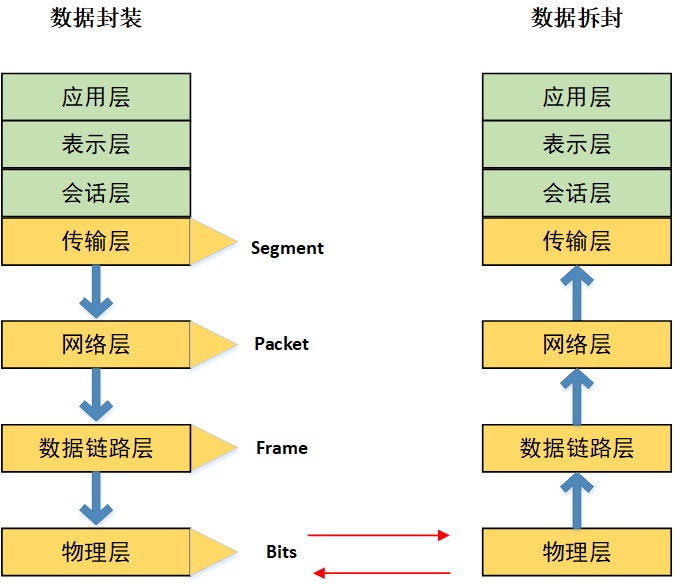 数据封装
数据拆封
应用层
应用层
表示层
表示层
会话层
会话层
传输层
Segment
传输层
网络层
Packet
网络层
数据链路层
Frame
数据链路层
物理层
Bits
物理层